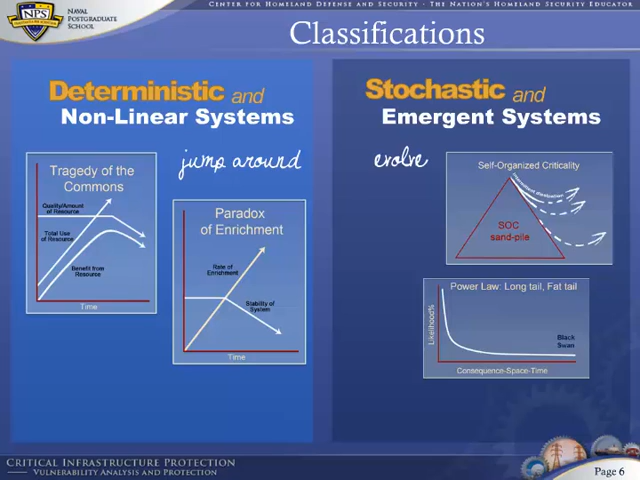 NPS
NAVAL
POSTGRADUATE
SCHOOL
CENTER FOR HOMELAND DEFENSE AND SECURITY - THE NATION'S HOMELAND SECURITY EDUCATOR
Classifications
Deterministic and
Non-Linear Systems
jump around
Tragedy of the
Commons
Quality/Amount
of Resource
Total Use
of Resource
Benefit from
Resource
Time
Paradox
of Enrichment
Rate of
Enrichment
Stability of
System
Time
Stochastic and
Emergent Systems
evolve
Self-Organized Criticality
SOC
sand-pile
Power Law: Long tail, Fat tail
Likelihood%
Black
Swan
Consequence-Space-Time
CRITICAL INFRASTRUCTURE PROTECTION
VULNERABILITY ANALYSIS AND PROTECTION
Page 6